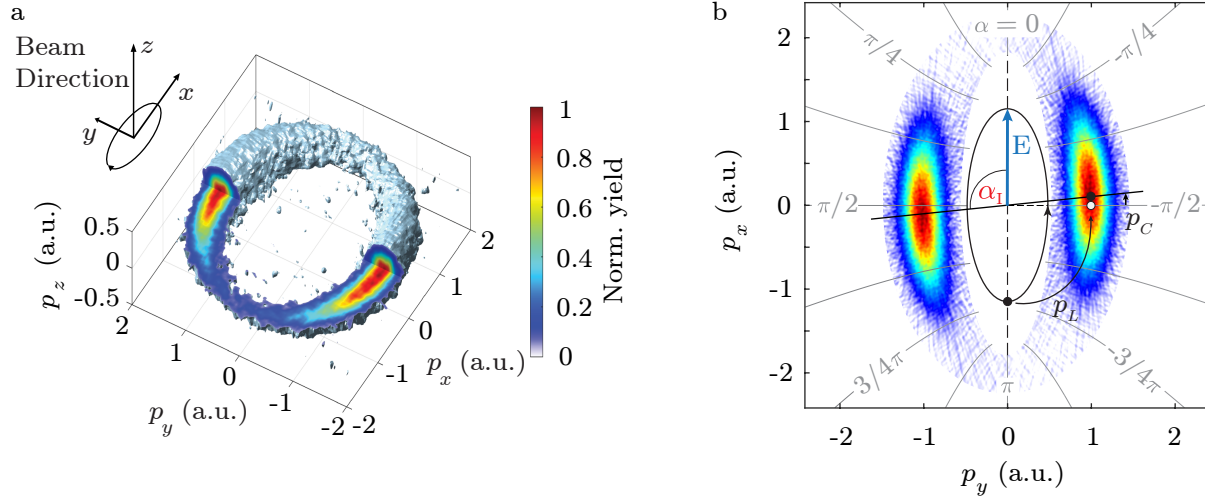 a
Beam
Direction
z
x
y
p_z (a.u.)
0.5
0
-0.5
2
1
0
-1
-2
p_y (a.u.)
-2
-1
0
1
2
p_x (a.u.)
1
0.8
0.6
0.4
0.2
0
Norm. yield
b
p_x (a.u.)
2
1
0
-1
-2
-2
-1
0
1
2
p_y (a.u.)
α = 0
π/4
-π/4
π/2
-π/2
3/4π
-3/4π
π
E
α_I
p_C
p_L